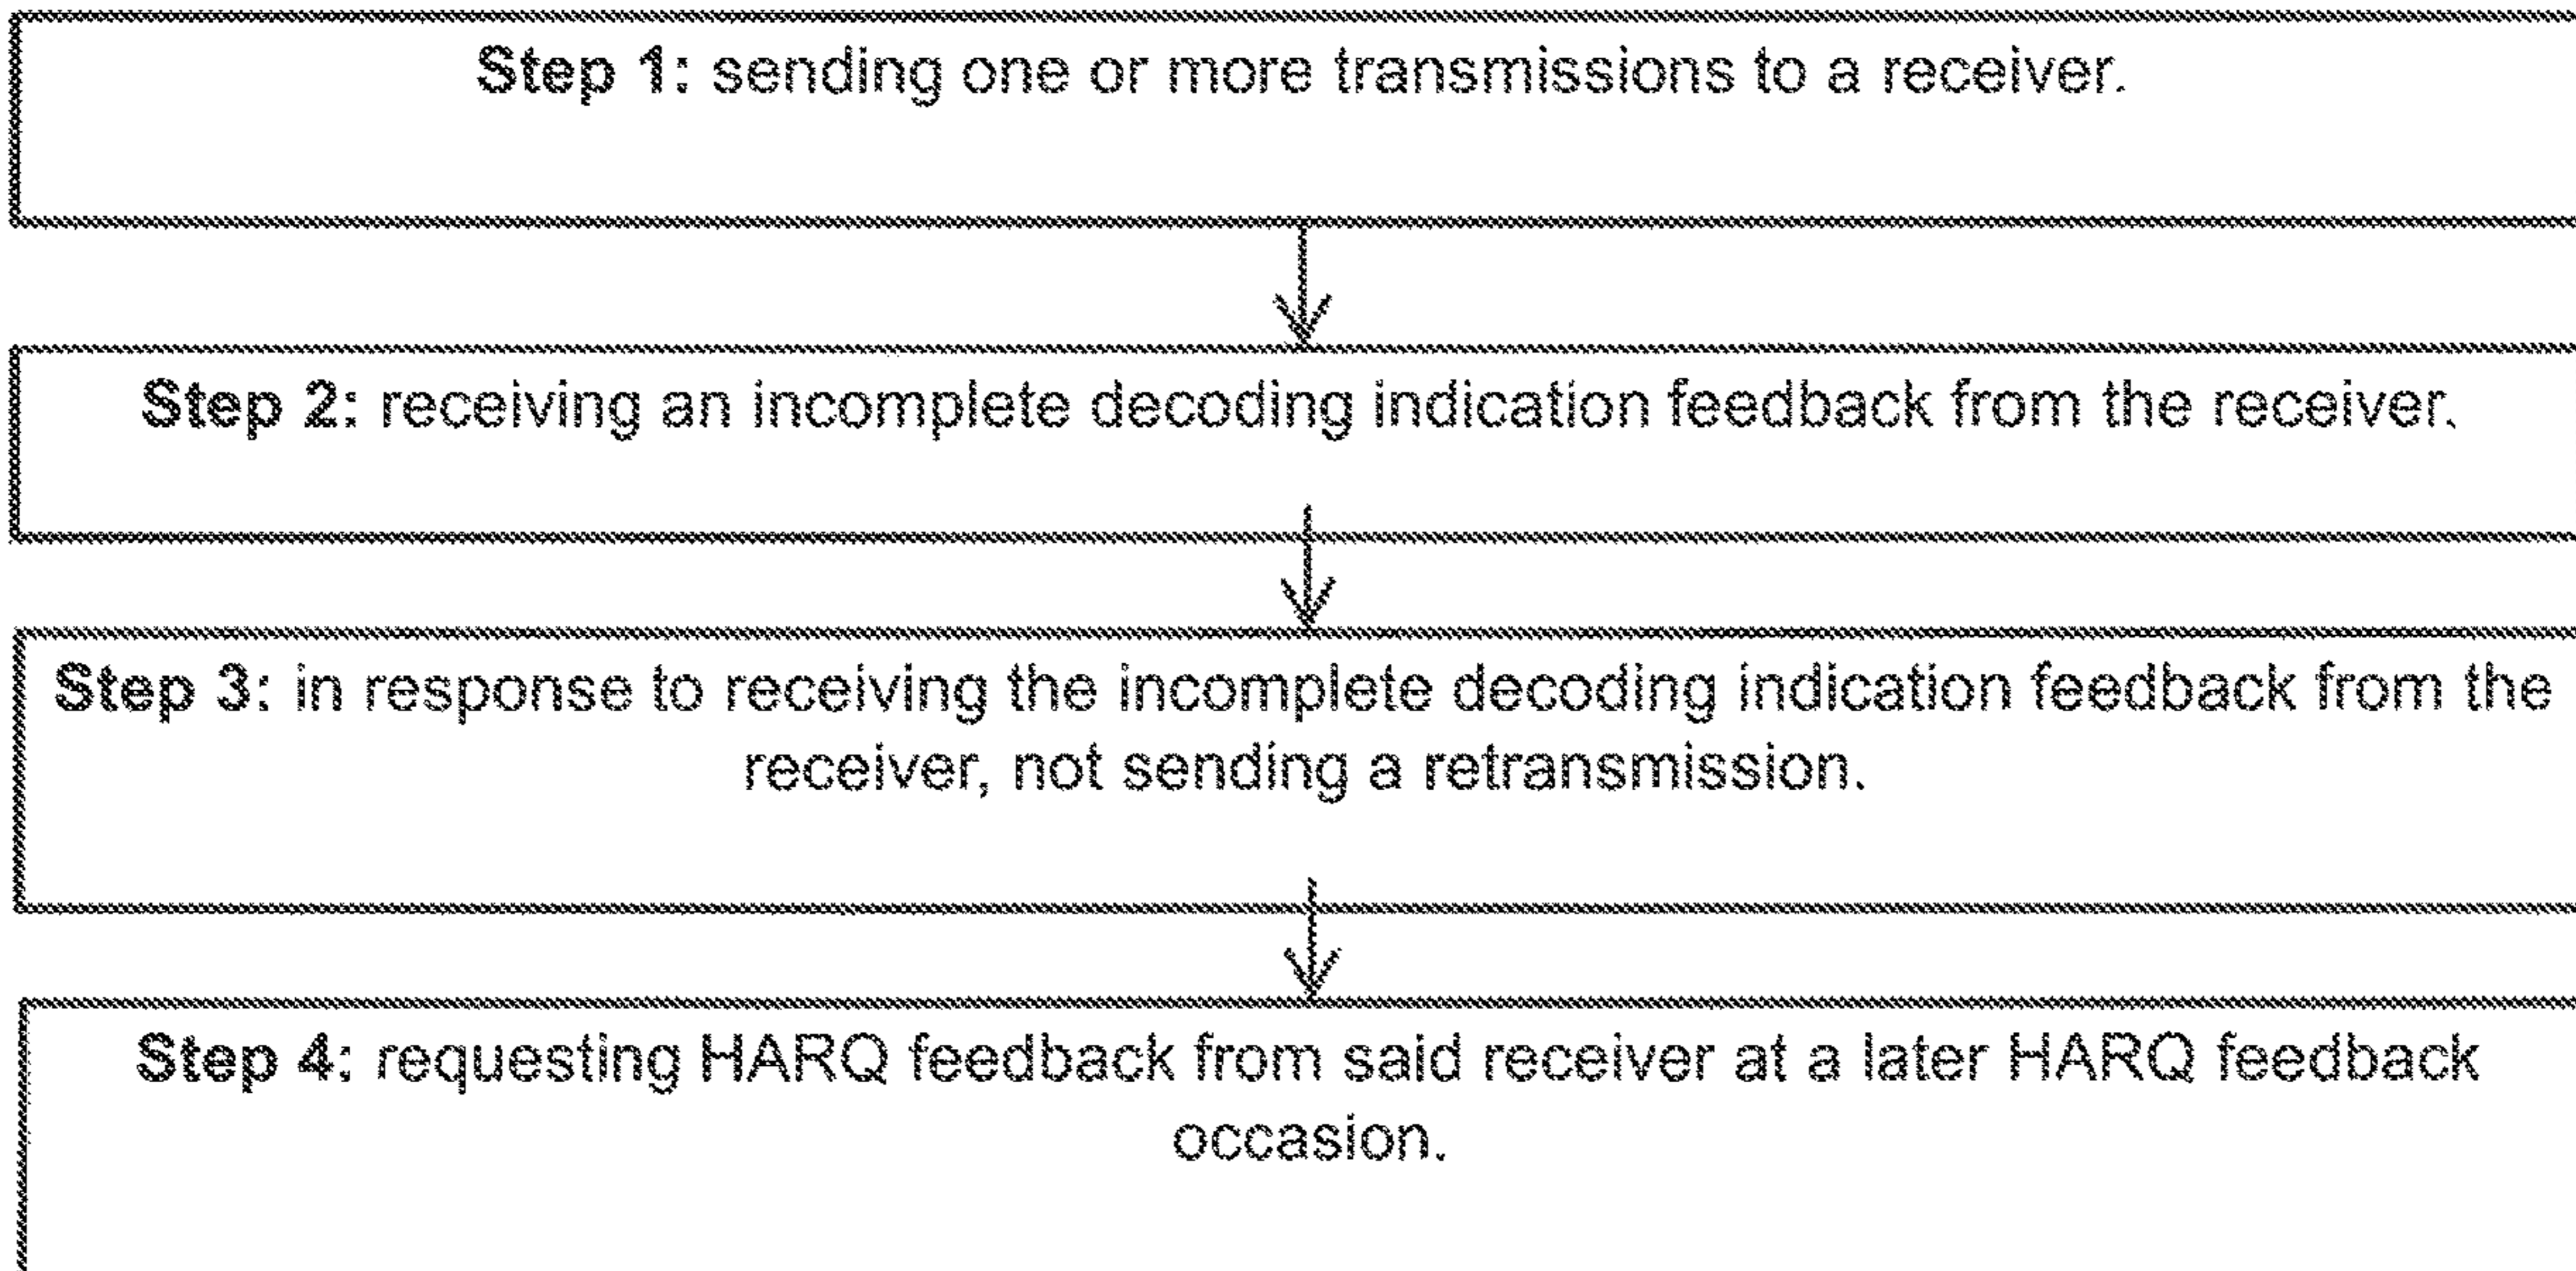 Step 1: sending one or more transmissions to a receiver.
Step 2: receiving an incomplete decoding indication feedback from the receiver.
Step 3: in response to receiving the incomplete decoding indication feedback from the
receiver, not sending a retransmission.
Step 4: requesting HARQ feedback from said receiver at a later HARQ feedback
occasion.